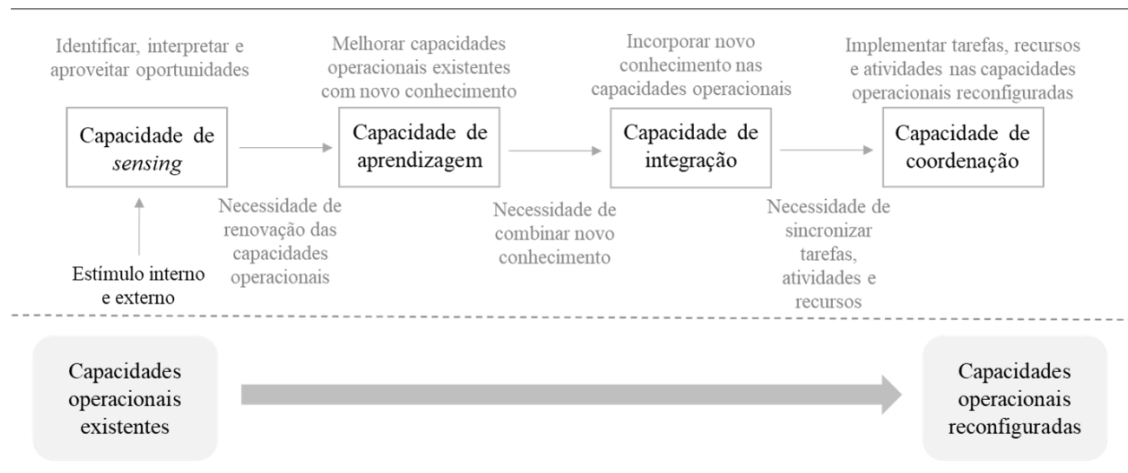 Identificar, interpretar e
aproveitar oportunidades
Melhorar capacidades
operacionais existentes
com novo conhecimento
Incorporar novo
conhecimento nas
capacidades operacionais
Implementar tarefas, recursos
e atividades nas capacidades
operacionais reconfiguradas
Capacidade de
sensing
Capacidade de
aprendizagem
Capacidade de
integração
Capacidade de
coordenação
Necessidade de
renovação das
capacidades
operacionais
Necessidade de
combinar novo
conhecimento
Necessidade de
sincronizar
tarefas,
atividades e
recursos
Estímulo interno
e externo
Capacidades
operacionais
existentes
Capacidades
operacionais
reconfiguradas